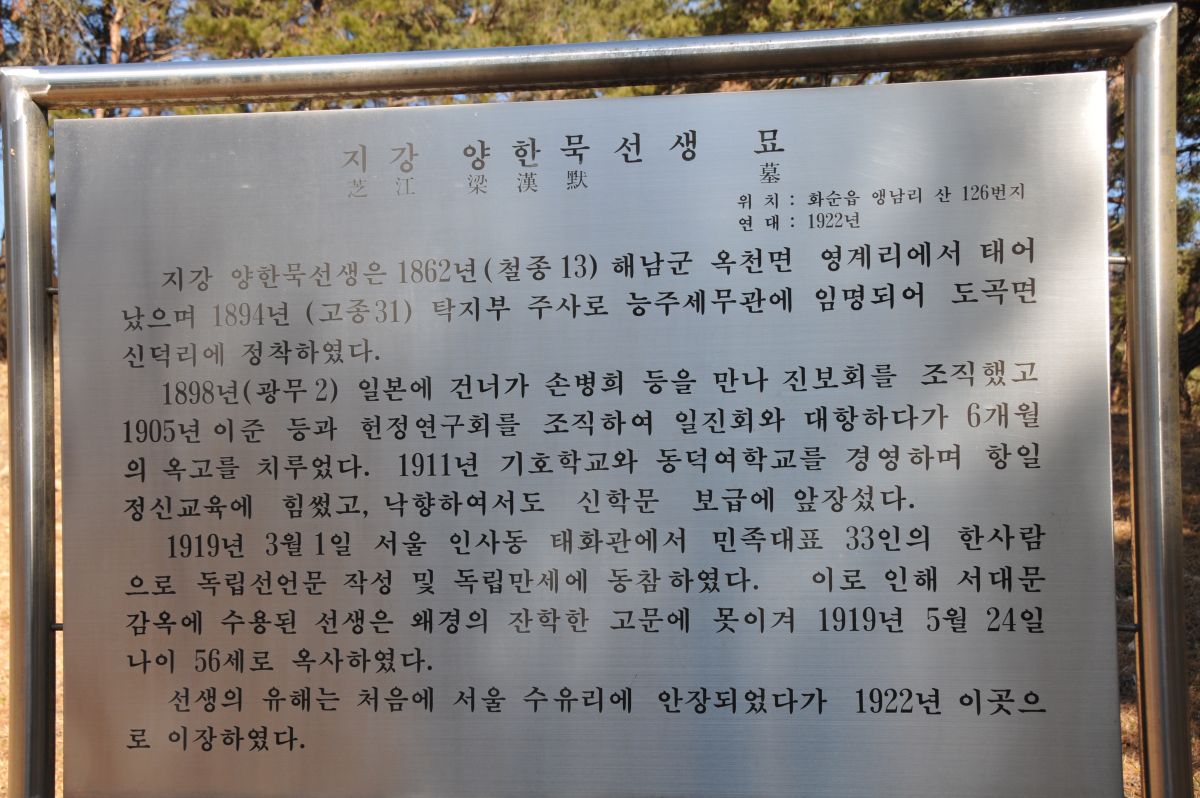 지강 양한묵선생 묘
芝江 梁漢默 墓
위 치 : 화순읍 앵남리 산 126번지
연 대 : 1922년
지강 양한묵선생은 1862년 (철종 13) 해남군 옥천면 영계리에서 태어
났으며 1894년 (고종31) 탁지부 주사로 능주세무관에 임명되어 도곡면
신덕리에 정착하였다.
1898년(광무 2) 일본에 건너가 손병희 등을 만나 진보회를 조직했고
1905년 이준 등과 헌정연구회를 조직하여 일진회와 대항하다가 6개월
의 옥고를 치루었다. 1911년 기호학교와 동덕여학교를 경영하며 항일
정신교육에 힘썼고, 낙향하여서도 신학문 보급에 앞장섰다.
1919년 3월 1일 서울 인사동 태화관에서 민족대표 33인의 한사람
으로 독립선언문 작성 및 독립만세에 동참하였다. 이로 인해 서대문
감옥에 수용된 선생은 왜경의 잔학한 고문에 못이겨 1919년 5월 24일
나이 56세로 옥사하였다.
선생의 유해는 처음에 서울 수유리에 안장되었다가 1922년 이곳으
로 이장하였다.